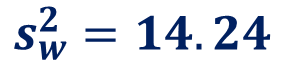 $s_w^2 = 14.24$